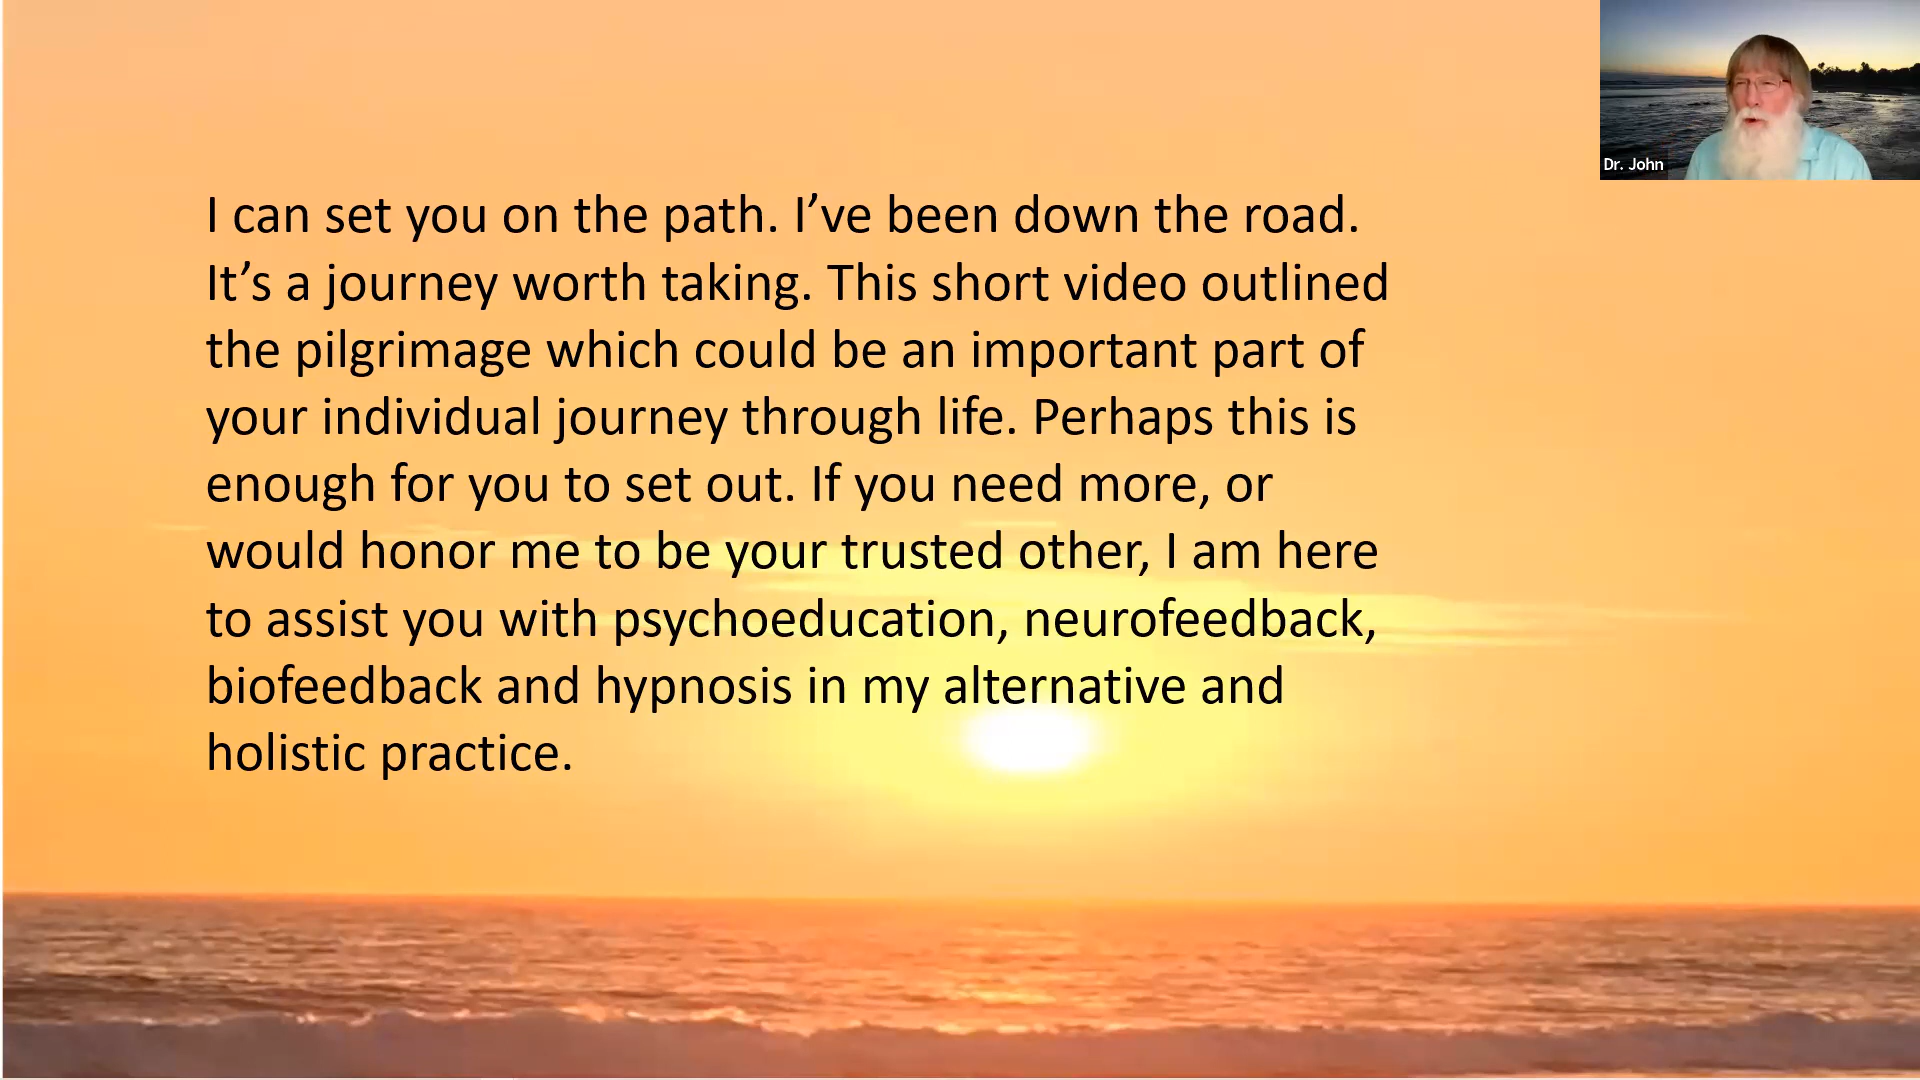 I can set you on the path. I’ve been down the road.
It’s a journey worth taking. This short video outlined
the pilgrimage which could be an important part of
your individual journey through life. Perhaps this is
enough for you to set out. If you need more, or
would honor me to be your trusted other, I am here
to assist you with psychoeducation, neurofeedback,
biofeedback and hypnosis in my alternative and
holistic practice.
Dr. John